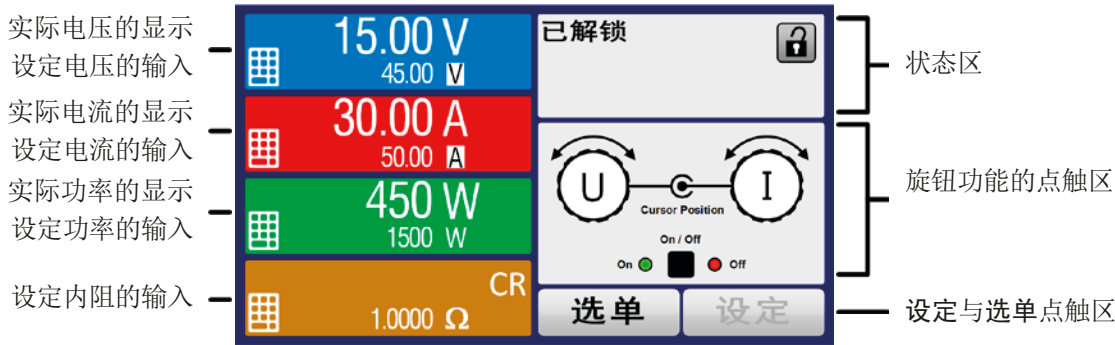 实际电压的显示
设定电压的输入
实际电流的显示
设定电流的输入
实际功率的显示
设定功率的输入
设定内阻的输入
15.00 V
45.00 V
30.00 A
50.00 A
450 W
1500 W
CR
1.0000 Ω
已解锁
U
I
Cursor Position
On / Off
On
Off
选单
设定
状态区
旋钮功能的点触区
设定与选单点触区